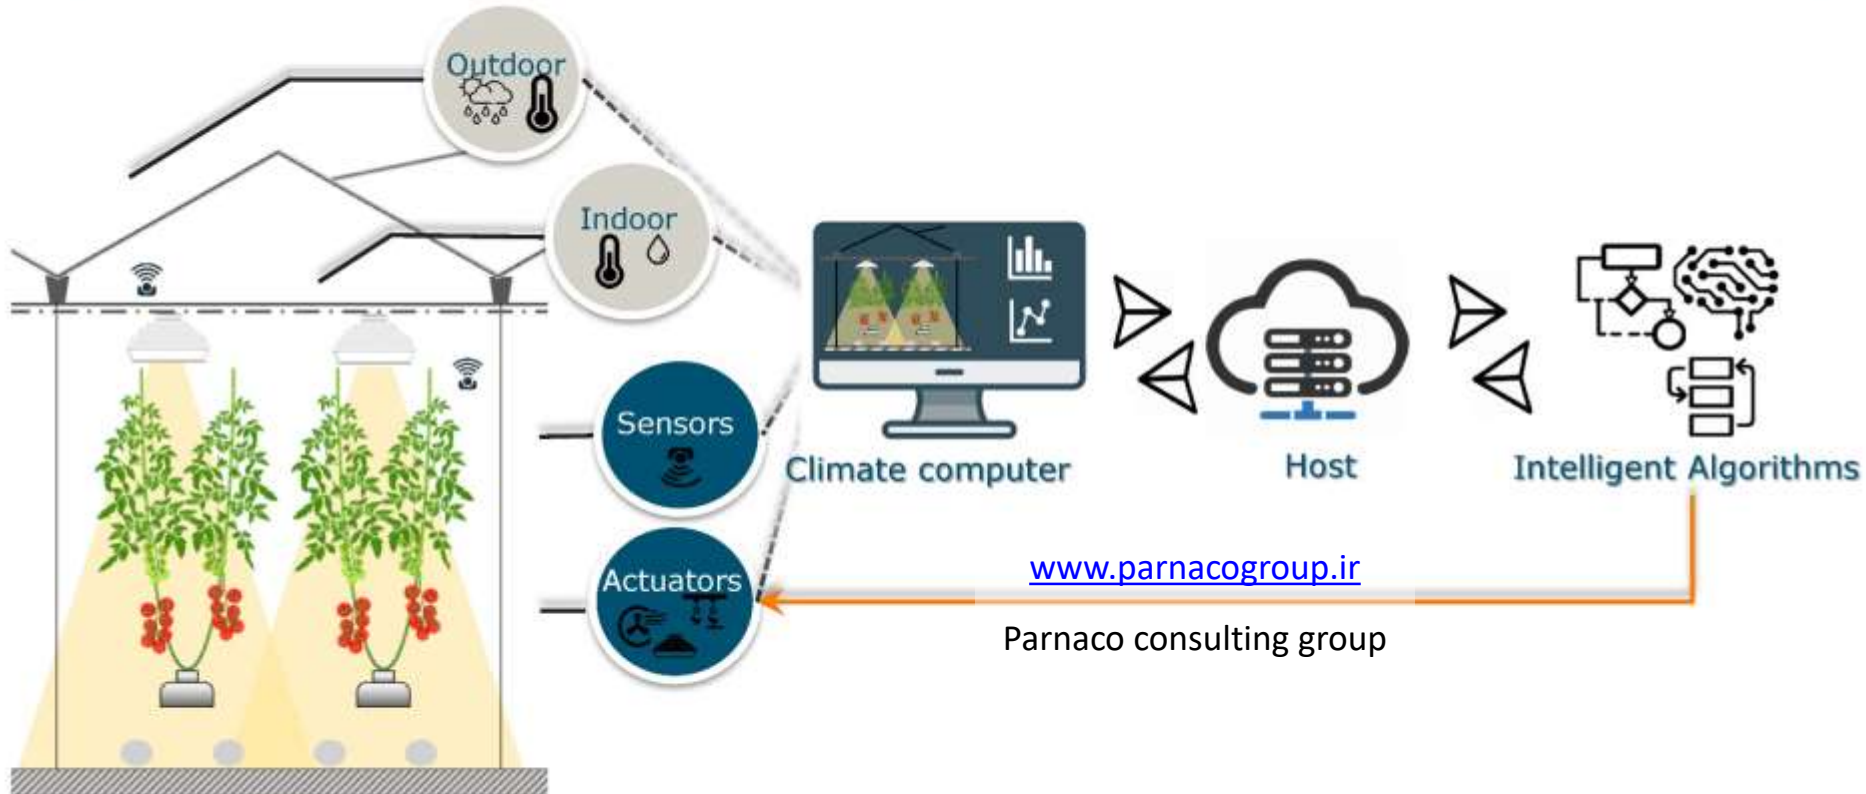 Outdoor
Indoor
Sensors
Actuators
Climate computer
Host
Intelligent Algorithms
www.parnacogroup.ir
Parnaco consulting group